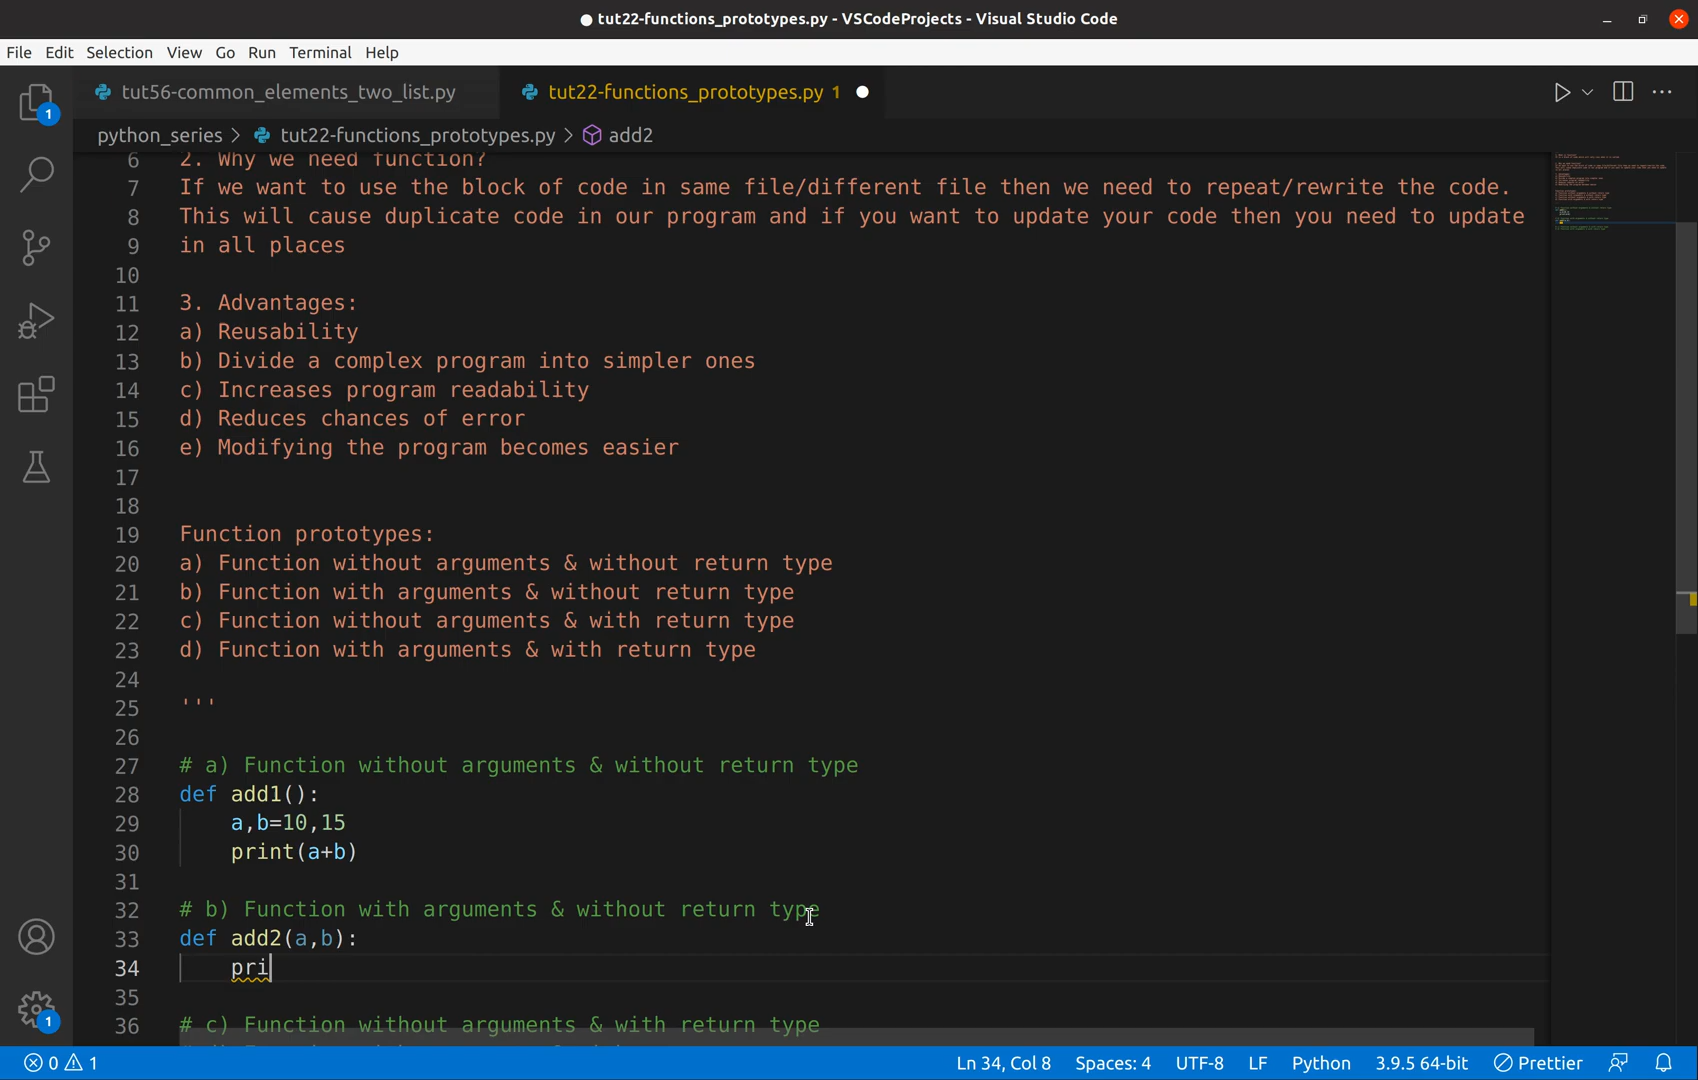 tut22-functions_prototypes.py - VSCodeProjects - Visual Studio Code
File Edit Selection View Go Run Terminal Help
1
tut56-common_elements_two_list.py
tut22-functions_prototypes.py 1
python_series > tut22-functions_prototypes.py > add2
6 2. Why we need function?
7 If we want to use the block of code in same file/different file then we need to repeat/rewrite the code.
8 This will cause duplicate code in our program and if you want to update your code then you need to update
9 in all places
10
11 3. Advantages:
12 a) Reusability
13 b) Divide a complex program into simpler ones
14 c) Increases program readability
15 d) Reduces chances of error
16 e) Modifying the program becomes easier
17
18
19 Function prototypes:
20 a) Function without arguments & without return type
21 b) Function with arguments & without return type
22 c) Function without arguments & with return type
23 d) Function with arguments & with return type
24
25 '''
26
27 # a) Function without arguments & without return type
28 def add1():
29     a,b=10,15
30     print(a+b)
31
32 # b) Function with arguments & without return type
33 def add2(a,b):
34     pri
35
36 # c) Function without arguments & with return type
1
0 1 Ln 34, Col 8 Spaces: 4 UTF-8 LF Python 3.9.5 64-bit Prettier